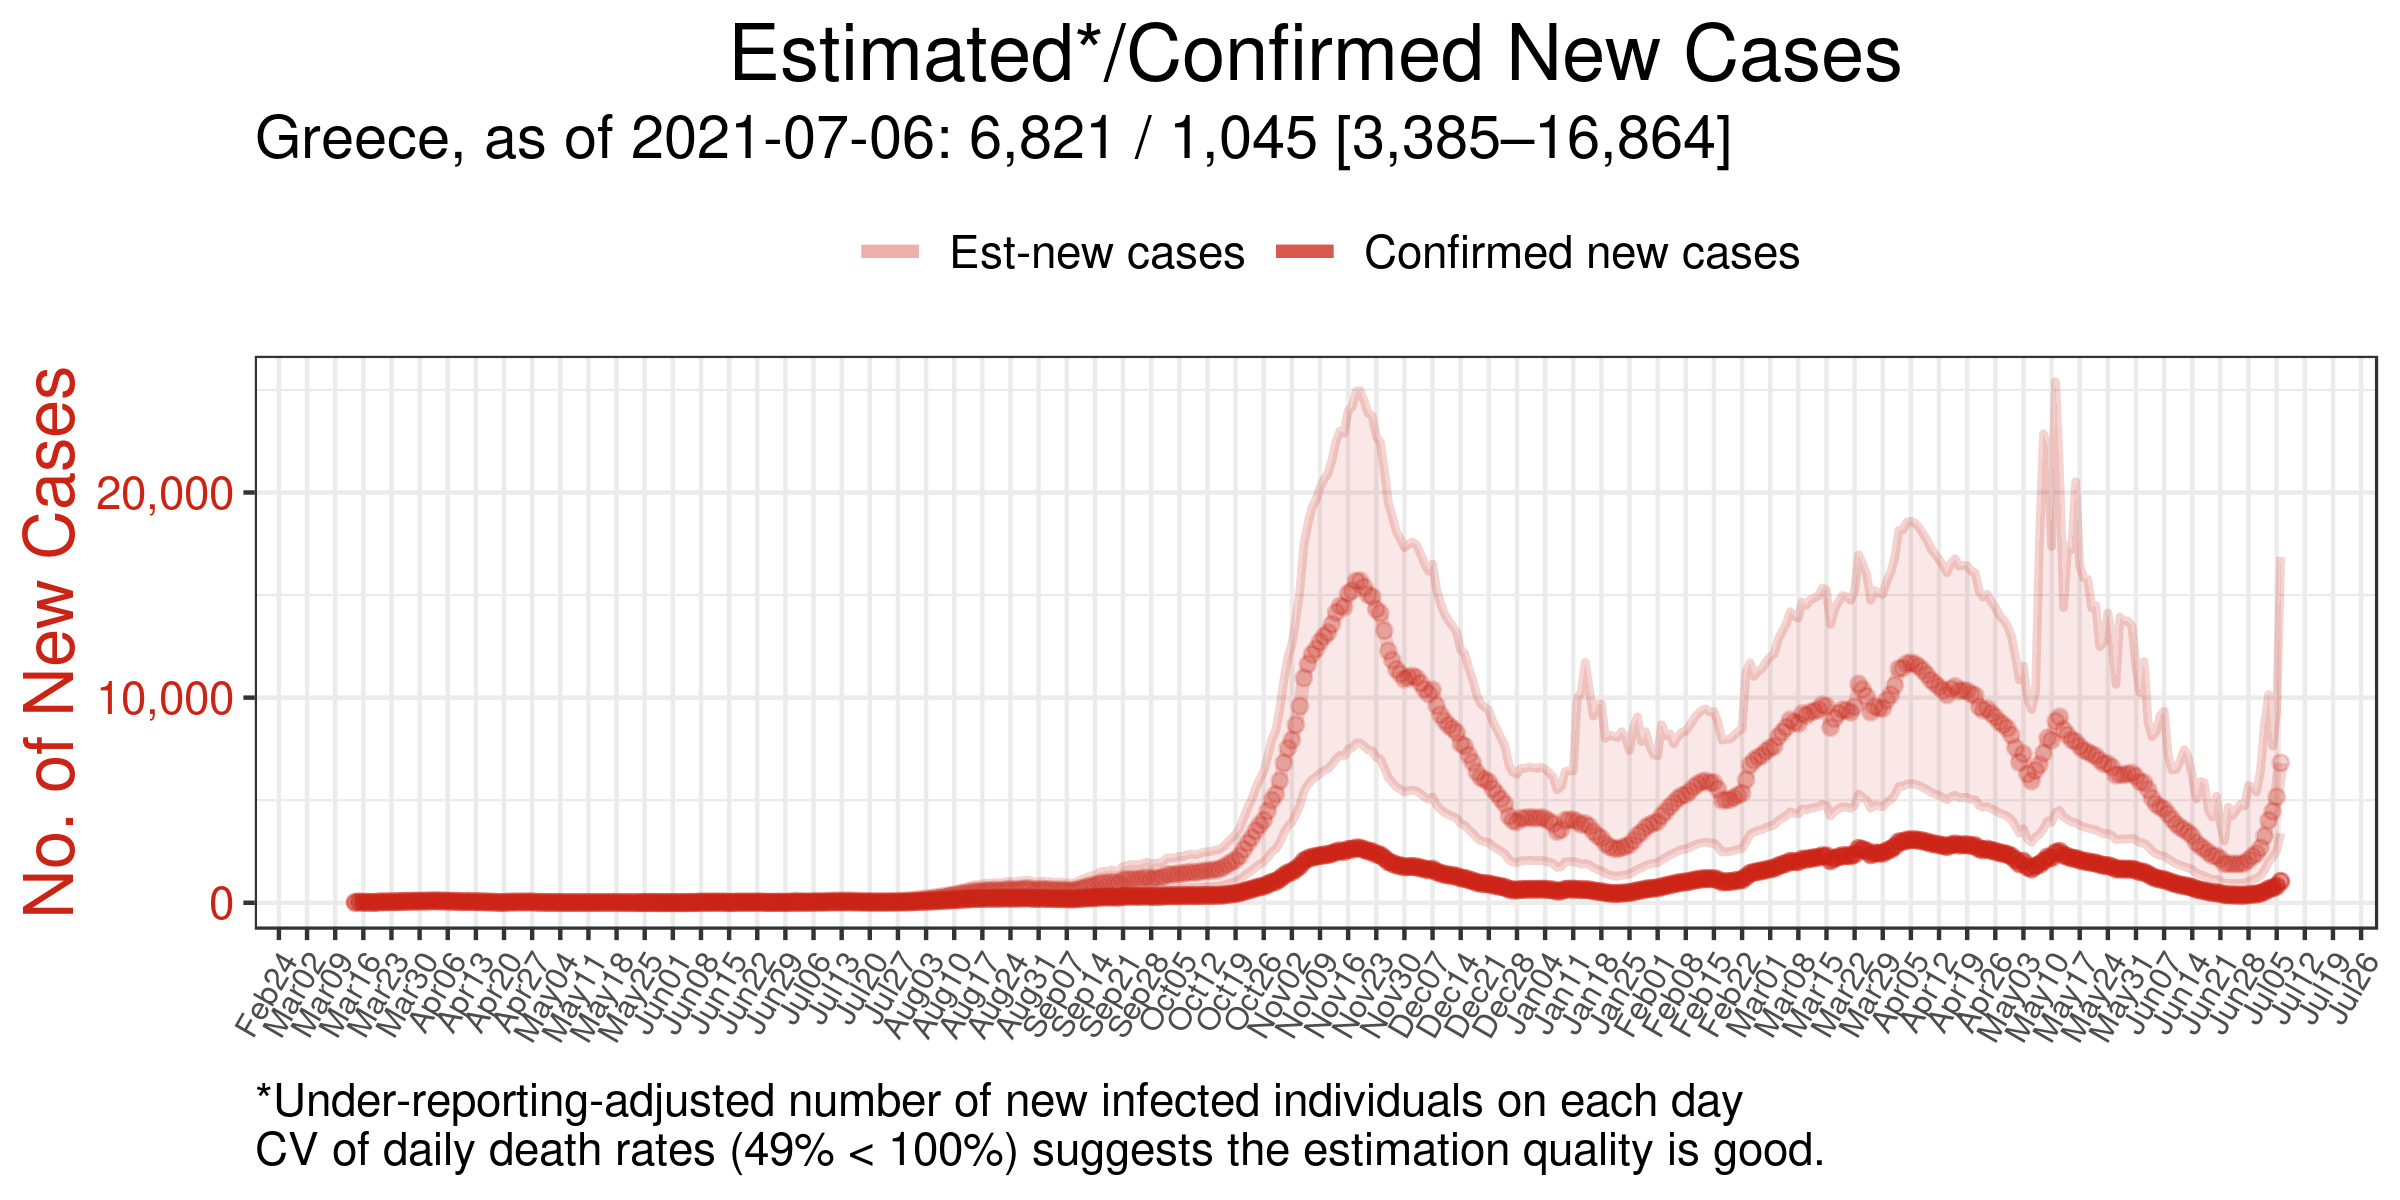 Estimated*/Confirmed New Cases
Greece, as of 2021-07-06: 6,821 / 1,045 [3,385–16,864]
Est-new cases Confirmed new cases
No. of New Cases
20,000
10,000
0
Feb24 Mar02 Mar09 Mar16 Mar23 Mar30 Apr06 Apr13 Apr20 Apr27 May04 May11 May18 May25 Jun01 Jun08 Jun15 Jun22 Jun29 Jul06 Jul13 Jul20 Jul27 Aug03 Aug10 Aug17 Aug24 Aug31 Sep07 Sep14 Sep21 Sep28 Oct05 Oct12 Oct19 Oct26 Nov02 Nov09 Nov16 Nov23 Nov30 Dec07 Dec14 Dec21 Dec28 Jan04 Jan11 Jan18 Jan25 Feb01 Feb08 Feb15 Feb22 Mar01 Mar08 Mar15 Mar22 Mar29 Apr05 Apr12 Apr19 Apr26 May03 May10 May17 May24 May31 Jun07 Jun14 Jun21 Jun28 Jul05 Jul12 Jul19 Jul26
*Under-reporting-adjusted number of new infected individuals on each day
CV of daily death rates (49% < 100%) suggests the estimation quality is good.